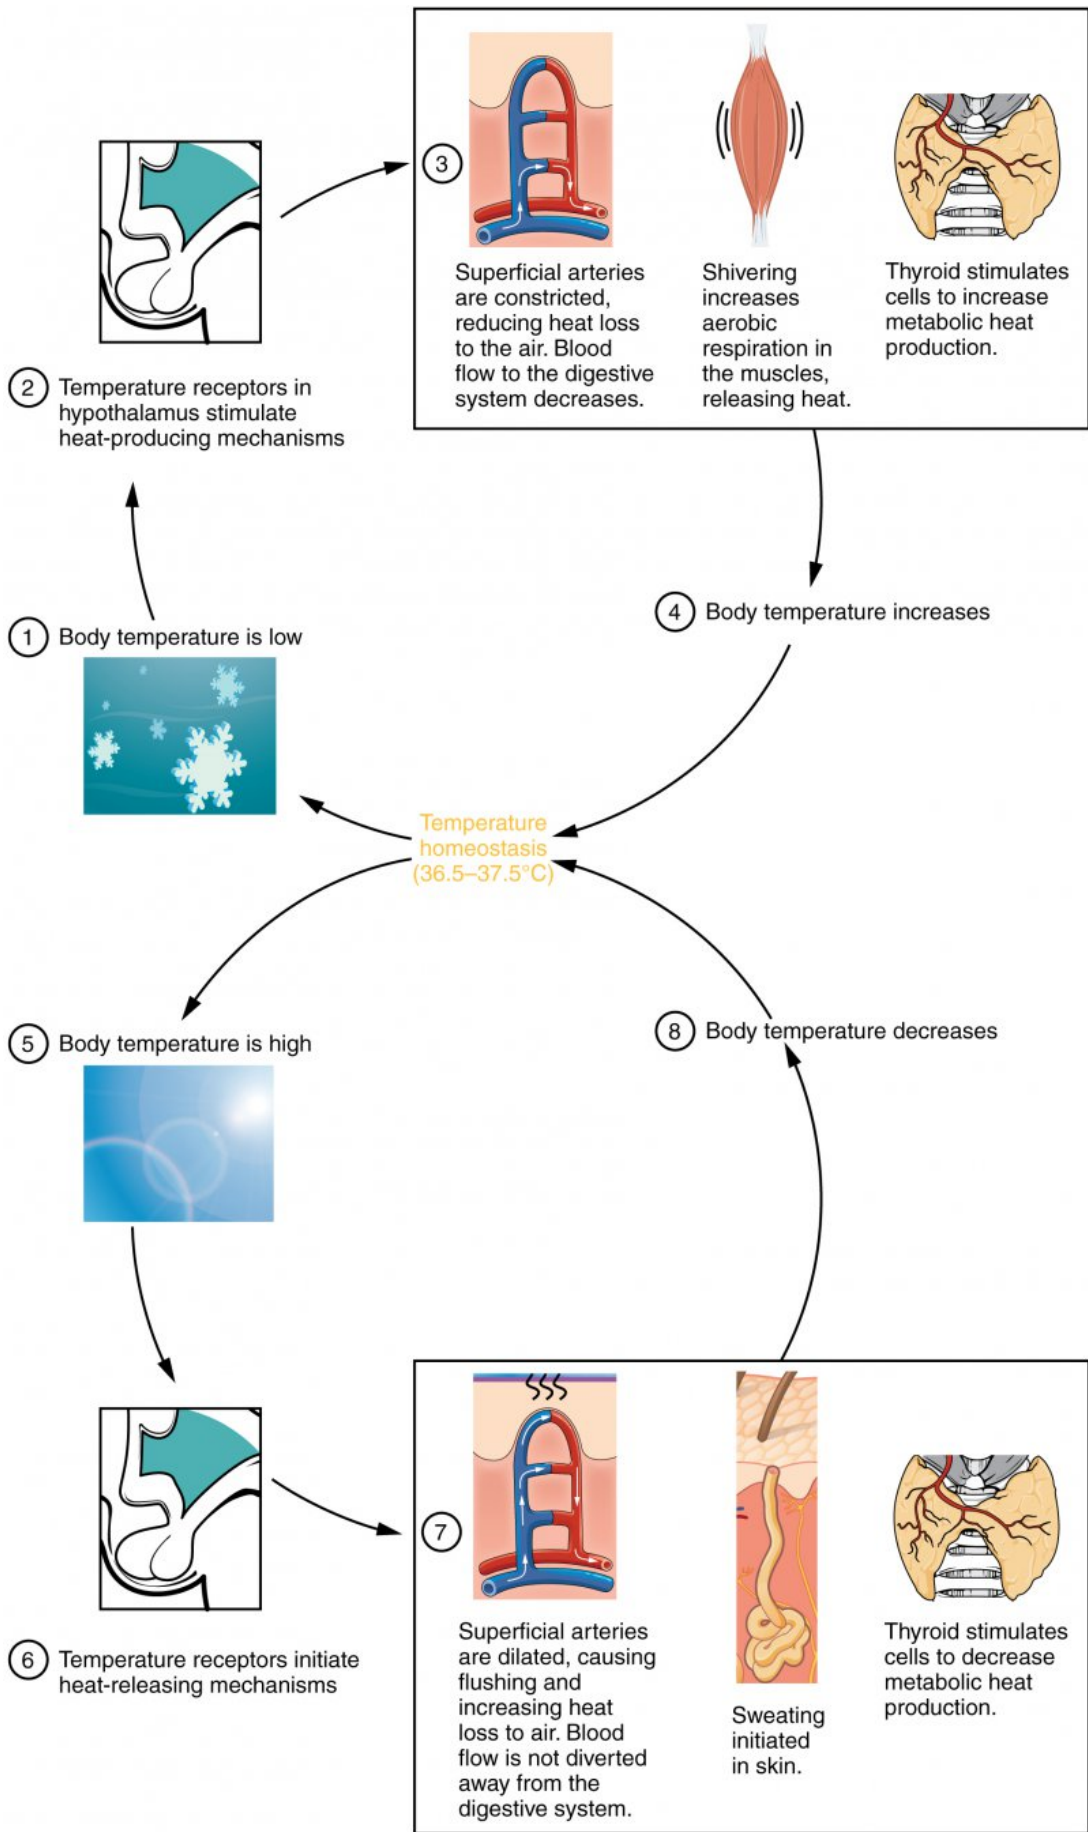 3
Superficial arteries
are constricted,
reducing heat loss
to the air. Blood
flow to the digestive
system decreases.
Shivering
increases
aerobic
respiration in
the muscles,
releasing heat.
Thyroid stimulates
cells to increase
metabolic heat
production.
2 Temperature receptors in
hypothalamus stimulate
heat-producing mechanisms
1 Body temperature is low
4 Body temperature increases
Temperature
homeostasis
(36.5–37.5°C)
5 Body temperature is high
8 Body temperature decreases
6 Temperature receptors initiate
heat-releasing mechanisms
7
Superficial arteries
are dilated, causing
flushing and
increasing heat
loss to air. Blood
flow is not diverted
away from the
digestive system.
Sweating
initiated
in skin.
Thyroid stimulates
cells to decrease
metabolic heat
production.